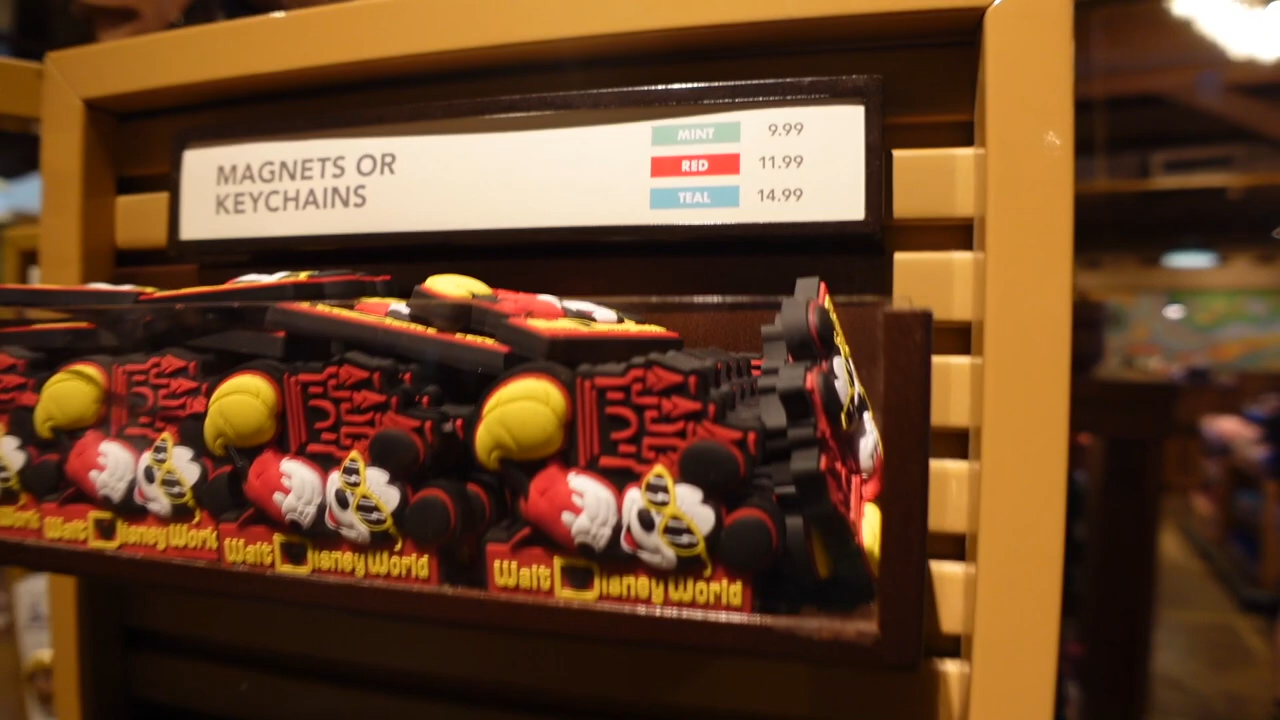 MAGNETS OR
KEYCHAINS
MINT 9.99
RED 11.99
TEAL 14.99
Walt Disney World
Walt Disney World
Walt Disney World